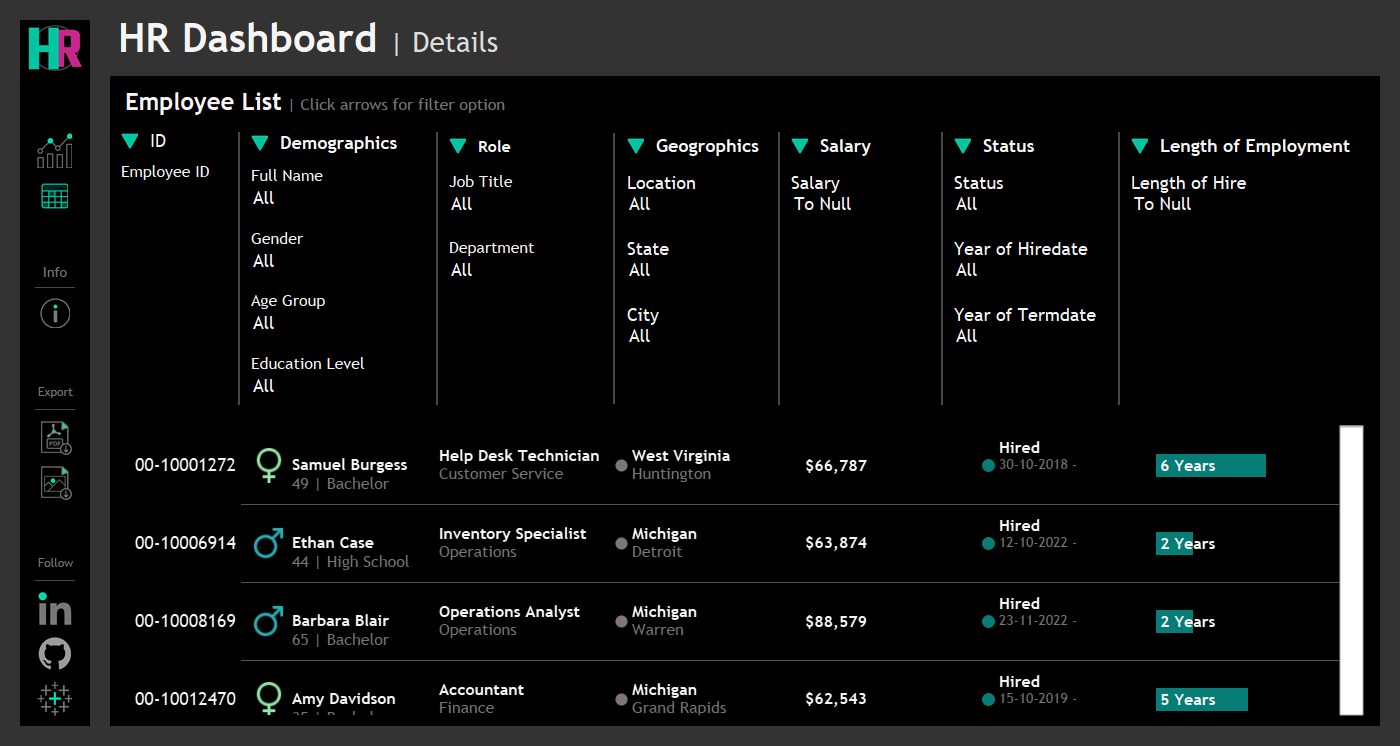 HR
HR Dashboard | Details
Employee List | Click arrows for filter option
ID
Employee ID
Demographics
Full Name
All
Gender
All
Age Group
All
Education Level
All
Role
Job Title
All
Department
All
Geogrophics
Location
All
State
All
City
All
Salary
Salary
To Null
Status
Status
All
Year of Hiredate
All
Year of Termdate
All
Length of Employment
Length of Hire
To Null
Info
Export
PDF
Follow
in
00-10001272
Samuel Burgess
49 | Bachelor
Help Desk Technician
Customer Service
West Virginia
Huntington
$66,787
Hired
30-10-2018 -
6 Years
00-10006914
Ethan Case
44 | High School
Inventory Specialist
Operations
Michigan
Detroit
$63,874
Hired
12-10-2022 -
2 Years
00-10008169
Barbara Blair
65 | Bachelor
Operations Analyst
Operations
Michigan
Warren
$88,579
Hired
23-11-2022 -
2 Years
00-10012470
Amy Davidson
Accountant
Finance
Michigan
Grand Rapids
$62,543
Hired
15-10-2019 -
5 Years